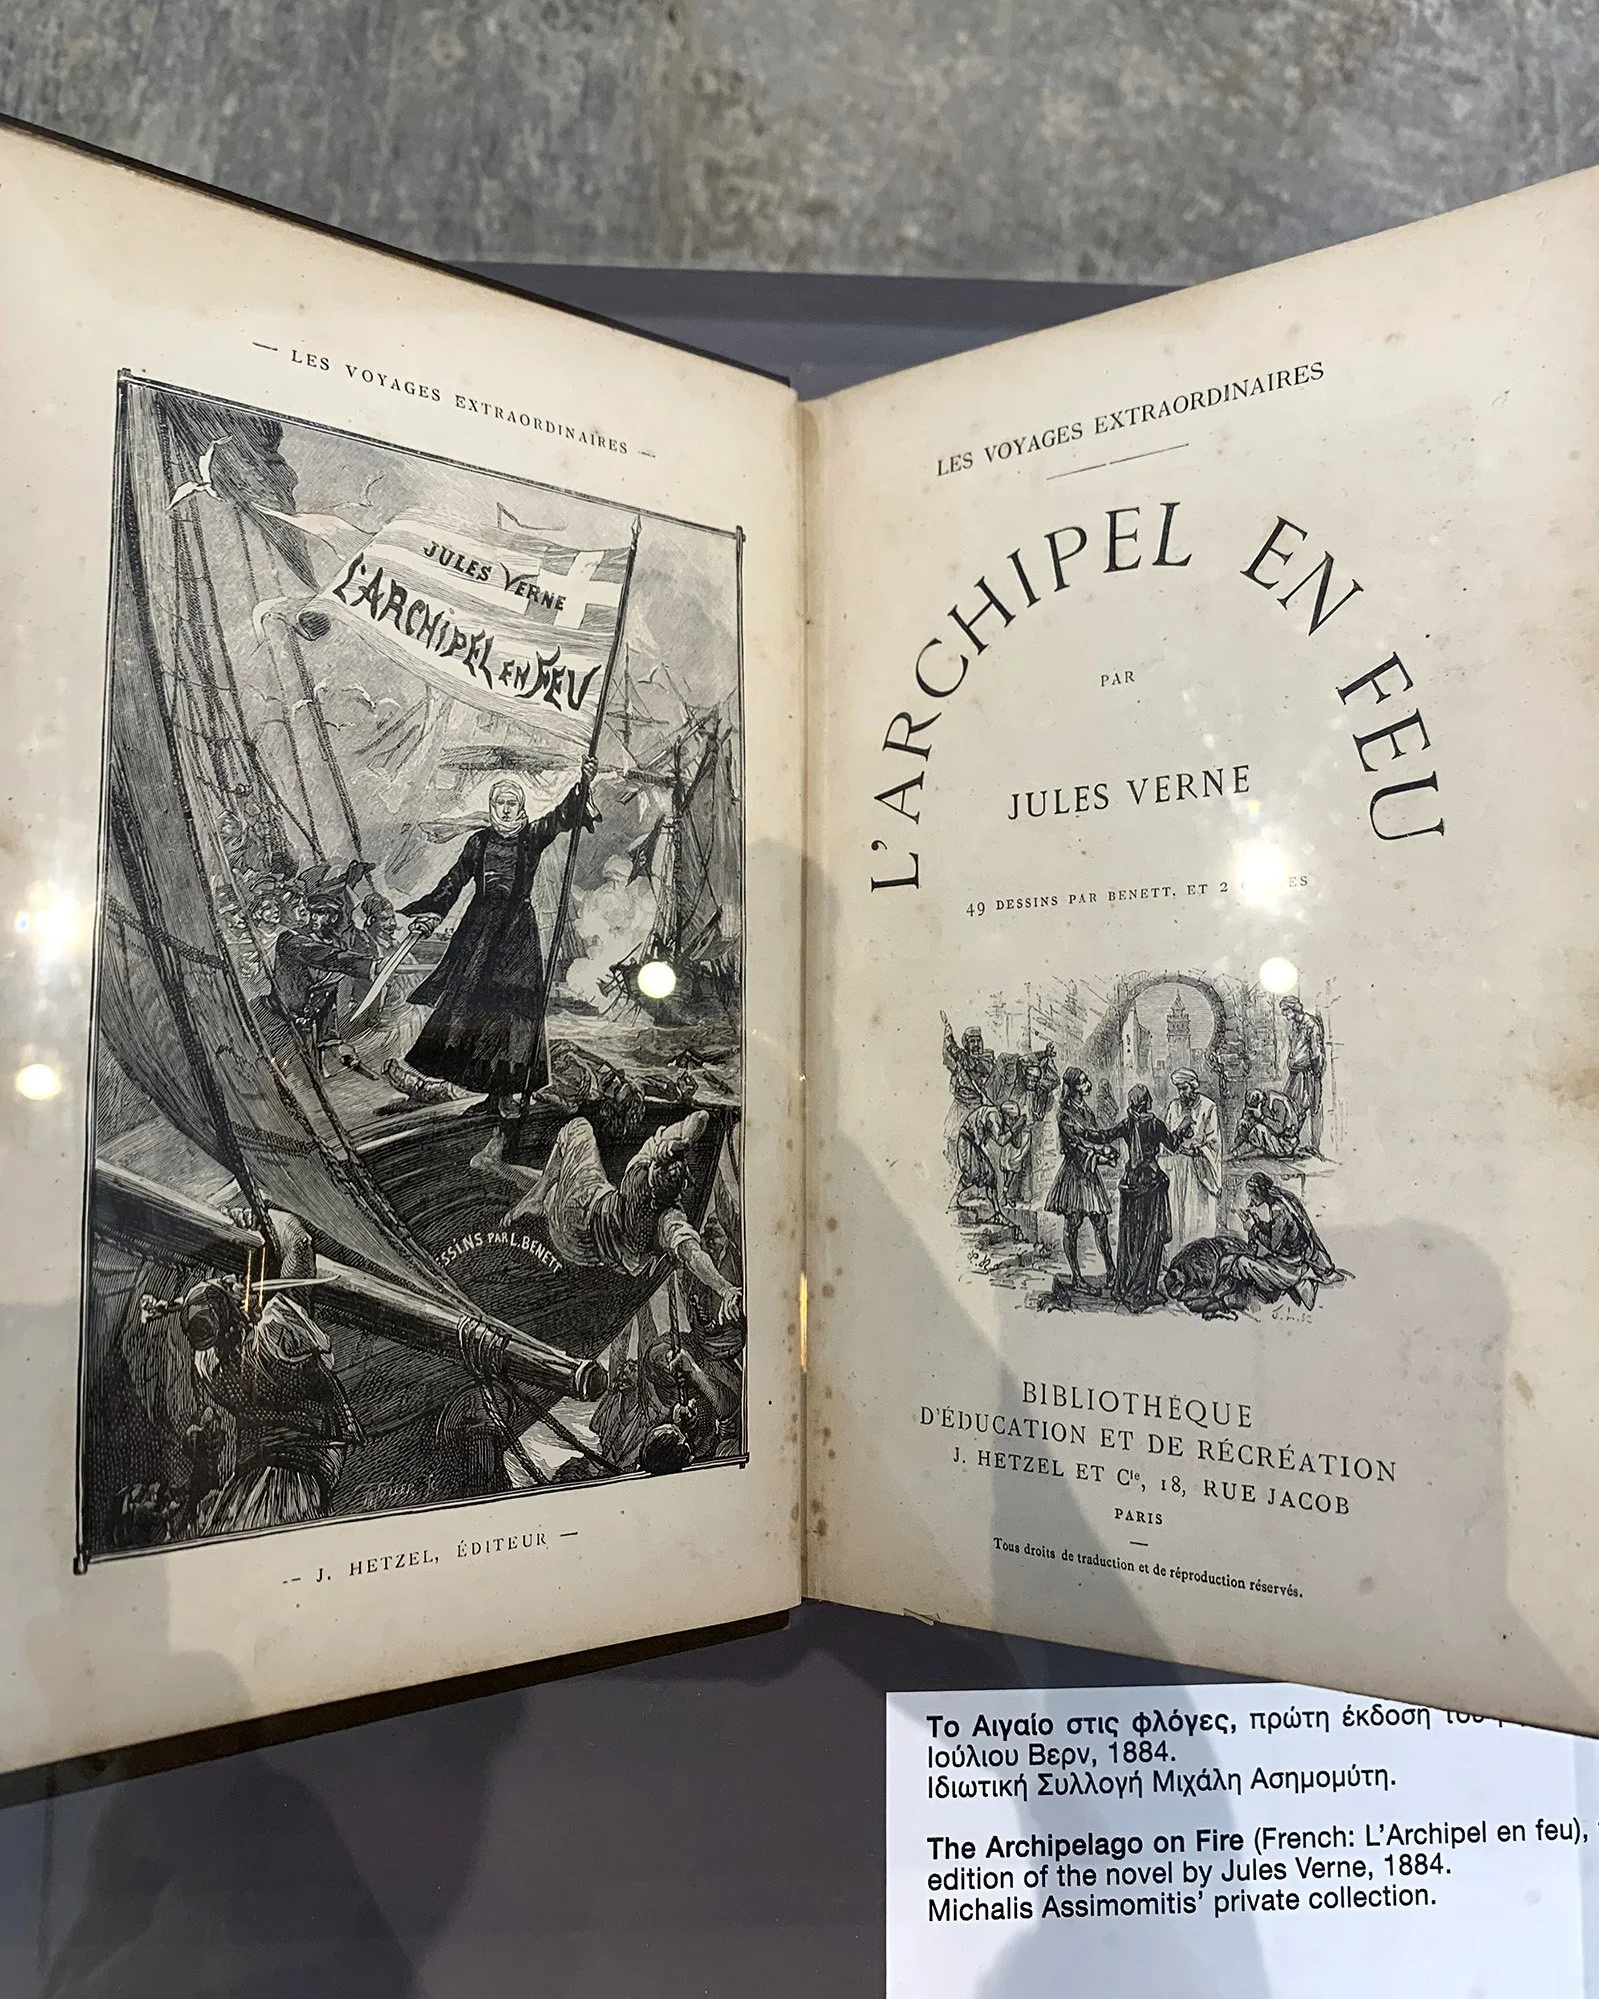 — LES VOYAGES EXTRAORDINAIRES —
JULES VERNE
L'ARCHIPEL EN FEU
DESSINS PAR L. BENETT
— J. HETZEL, ÉDITEUR —
LES VOYAGES EXTRAORDINAIRES
L'ARCHIPEL EN FEU
PAR
JULES VERNE
49 DESSINS PAR BENETT, ET 2
BIBLIOTHÈQUE
D'ÉDUCATION ET DE RÉCRÉATION
J. HETZEL ET Cie, 18, RUE JACOB
PARIS
Tous droits de traduction et de réproduction réservés.
Το Αιγαίο στις φλόγες, πρώτη έκδοση
Ιούλιου Βερν, 1884.
Ιδιωτική Συλλογή Μιχάλη Ασημομύτη.
The Archipelago on Fire (French: L'Archipel en feu),
edition of the novel by Jules Verne, 1884.
Michalis Assimomitis' private collection.